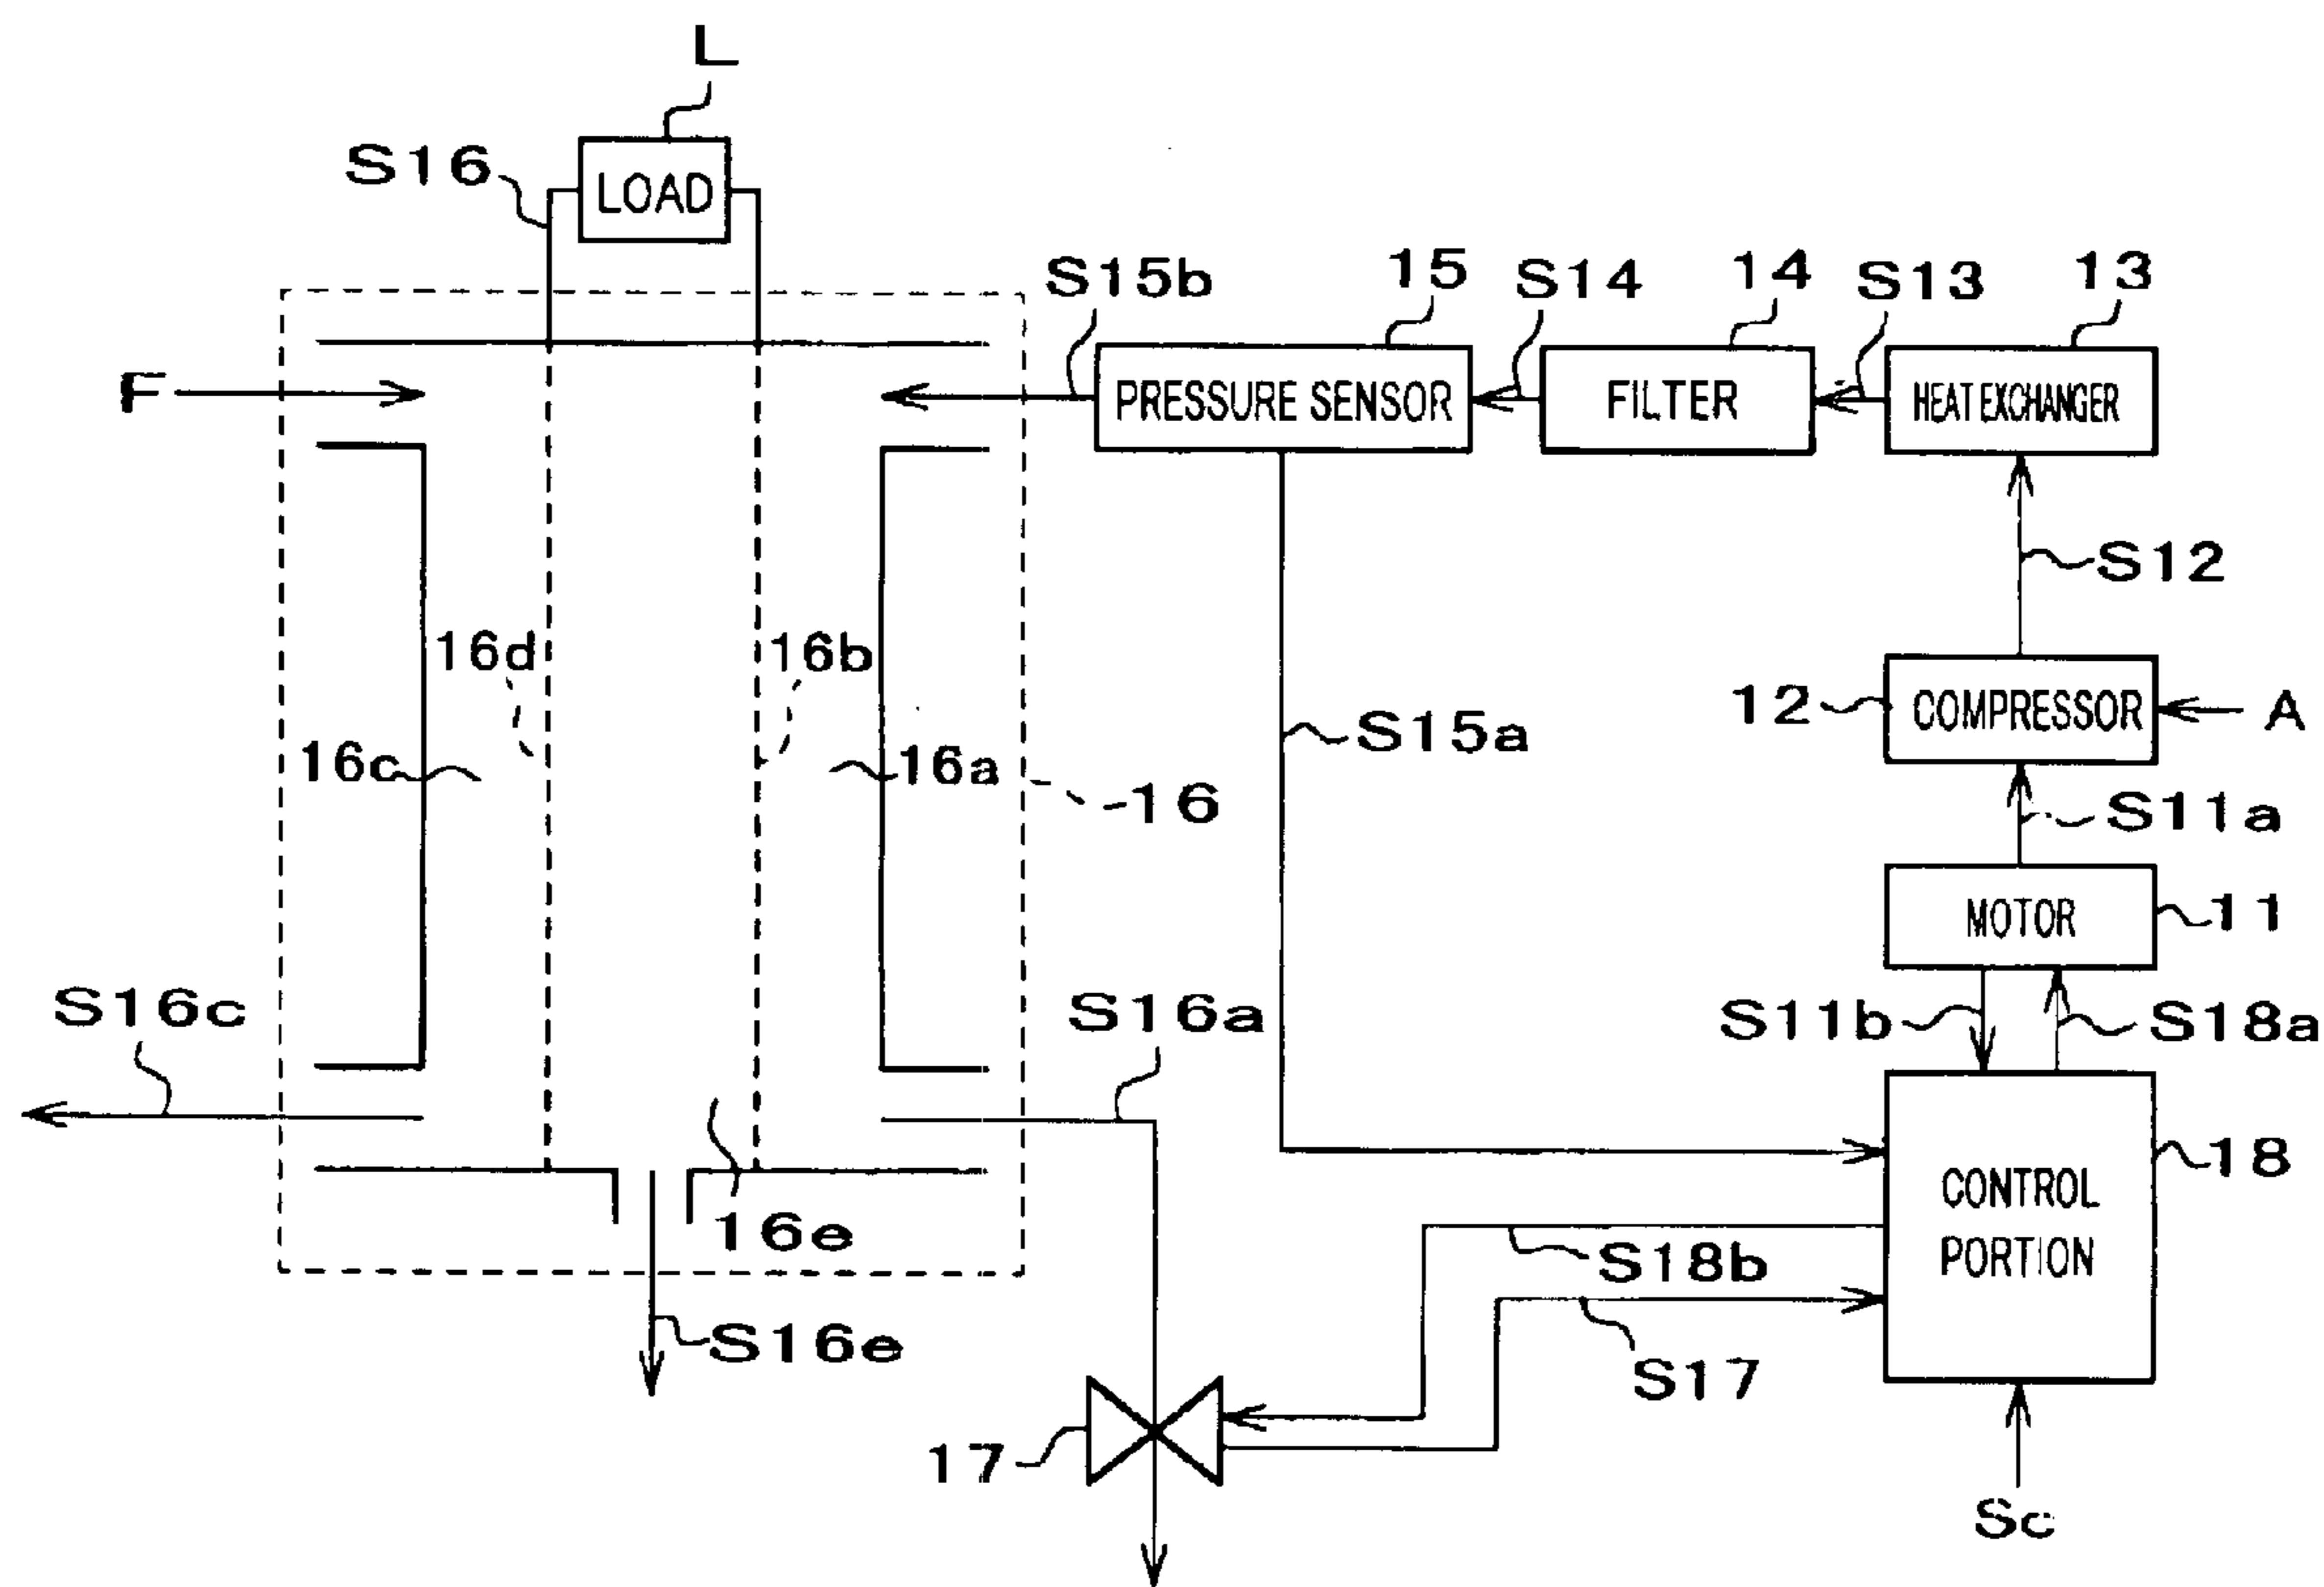 L
S16
LOAD
S15b
15
S14
14
S13
13
F
PRESSURE SENSOR
FILTER
HEAT EXCHANGER
S12
16d
16b
12
COMPRESSOR
A
S15a
16c
16a
16
S11a
MOTOR
11
S16c
S16a
S11b
S18a
18
CONTROL
PORTION
16e
S18b
S16e
S17
17
Sc